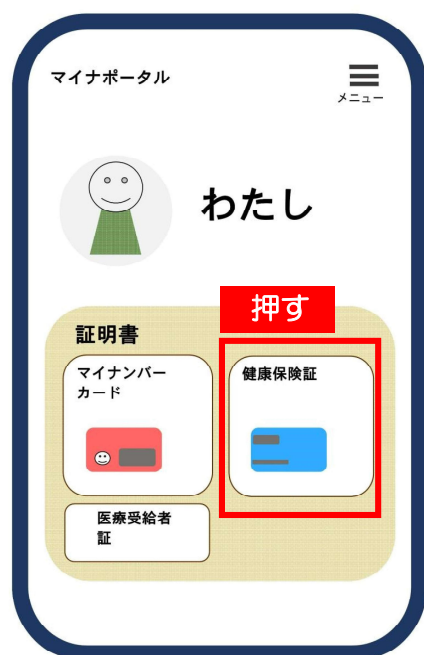 マイナポータル
メニュー
わたし
押す
証明書
マイナンバー
カード
健康保険証
医療受給者
証